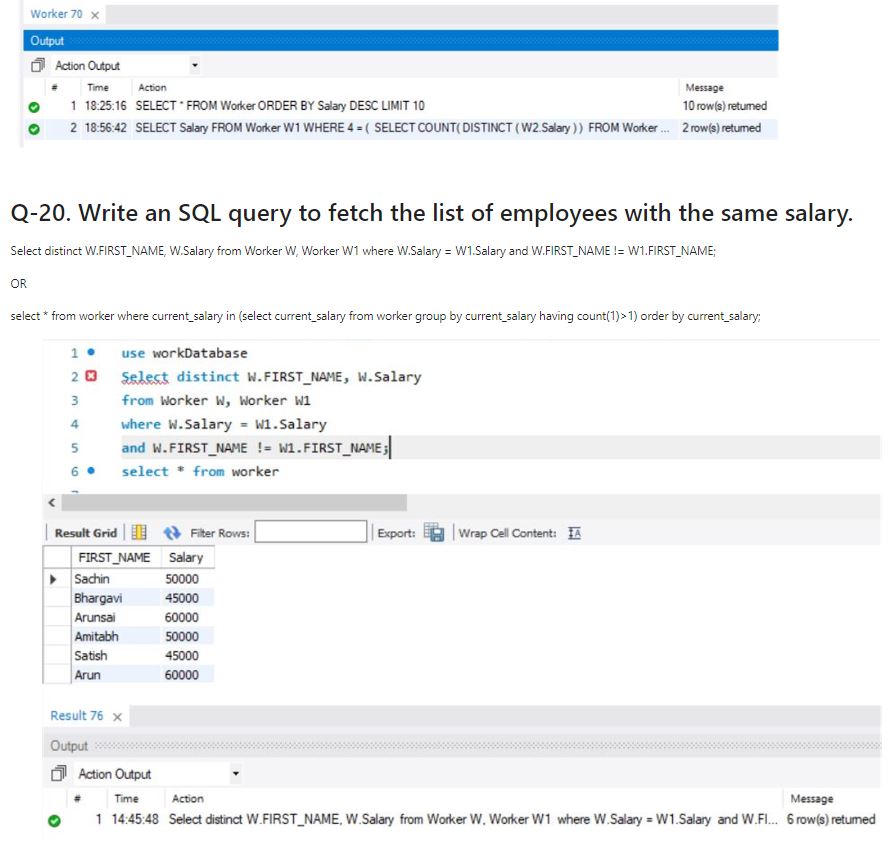 Worker 70 ×
Output
Action Output
# Time Action Message
1 18:25:16 SELECT * FROM Worker ORDER BY Salary DESC LIMIT 10 10 row(s) returned
2 18:56:42 SELECT Salary FROM Worker W1 WHERE 4 = ( SELECT COUNT( DISTINCT ( W2.Salary ) ) FROM Worker ... 2 row(s) returned
Q-20. Write an SQL query to fetch the list of employees with the same salary.
Select distinct W.FIRST_NAME, W.Salary from Worker W, Worker W1 where W.Salary = W1.Salary and W.FIRST_NAME != W1.FIRST_NAME;
OR
select * from worker where current_salary in (select current_salary from worker group by current_salary having count(1)>1) order by current_salary;
1 use workDatabase
2 Select distinct W.FIRST_NAME, W.Salary
3 from Worker W, Worker W1
4 where W.Salary = W1.Salary
5 and W.FIRST_NAME != W1.FIRST_NAME;
6 select * from worker
Result Grid Filter Rows: Export: Wrap Cell Content:
FIRST_NAME Salary
Sachin 50000
Bhargavi 45000
Arunsai 60000
Amitabh 50000
Satish 45000
Arun 60000
Result 76 ×
Output
Action Output
# Time Action Message
1 14:45:48 Select distinct W.FIRST_NAME, W.Salary from Worker W, Worker W1 where W.Salary = W1.Salary and W.FI... 6 row(s) returned